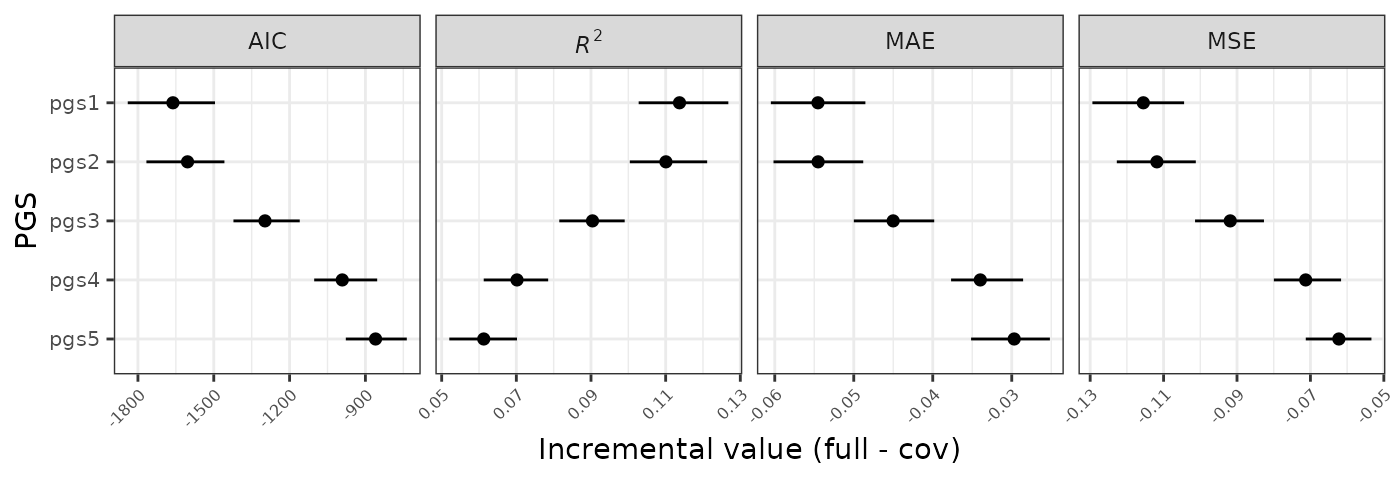 AIC
R²
MAE
MSE
PGS
pgs1
pgs2
pgs3
pgs4
pgs5
-1800 -1500 -1200 -900
0.05 0.07 0.09 0.11 0.13
-0.06 -0.05 -0.04 -0.03
-0.13 -0.11 -0.09 -0.07 -0.05
Incremental value (full - cov)